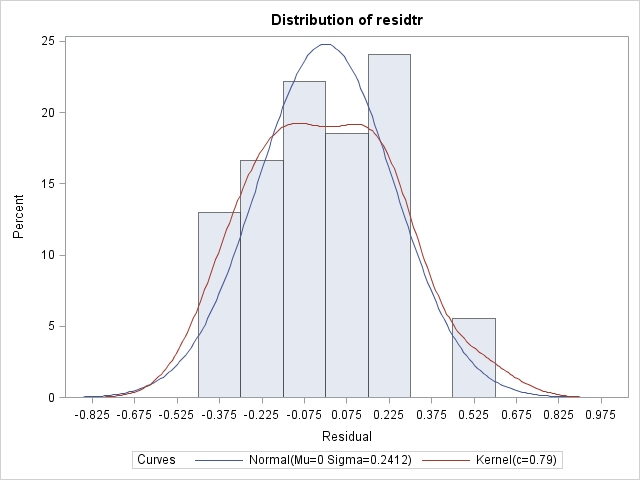 Distribution of residtr
25
20
15
10
5
0
Percent
-0.825 -0.675 -0.525 -0.375 -0.225 -0.075 0.075 0.225 0.375 0.525 0.675 0.825 0.975
Residual
Curves Normal(Mu=0 Sigma=0.2412) Kernel(c=0.79)